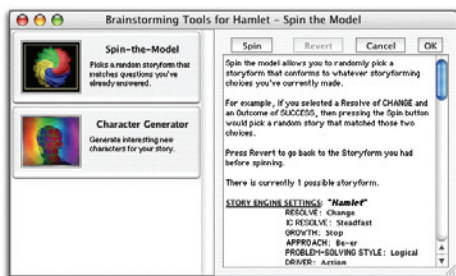 Brainstorming Tools for Hamlet – Spin the Model
Spin-the-Model
Picks a random storyform that
matches questions you've
already answered.
Character Generator
Generate interesting new
characters for your story.
Spin Revert Cancel OK
Spin the model allows you to randomly pick a
storyform that conforms to whatever storyforming
choices you've currently made.
For example, if you selected a Resolve of CHANGE and
an Outcome of SUCCESS, then pressing the Spin button
would pick a random story that matched those two
choices.
Press Revert to go back to the Storyform you had
before spinning.
There is currently 1 possible storyform.
STORY ENGINE SETTINGS: "Hamlet"
RESOLVE: Change
IC RESOLVE: Steadfast
GROWTH: Stop
APPROACH: Be-er
PROBLEM-SOLVING STYLE: Logical
DRIVER: Action